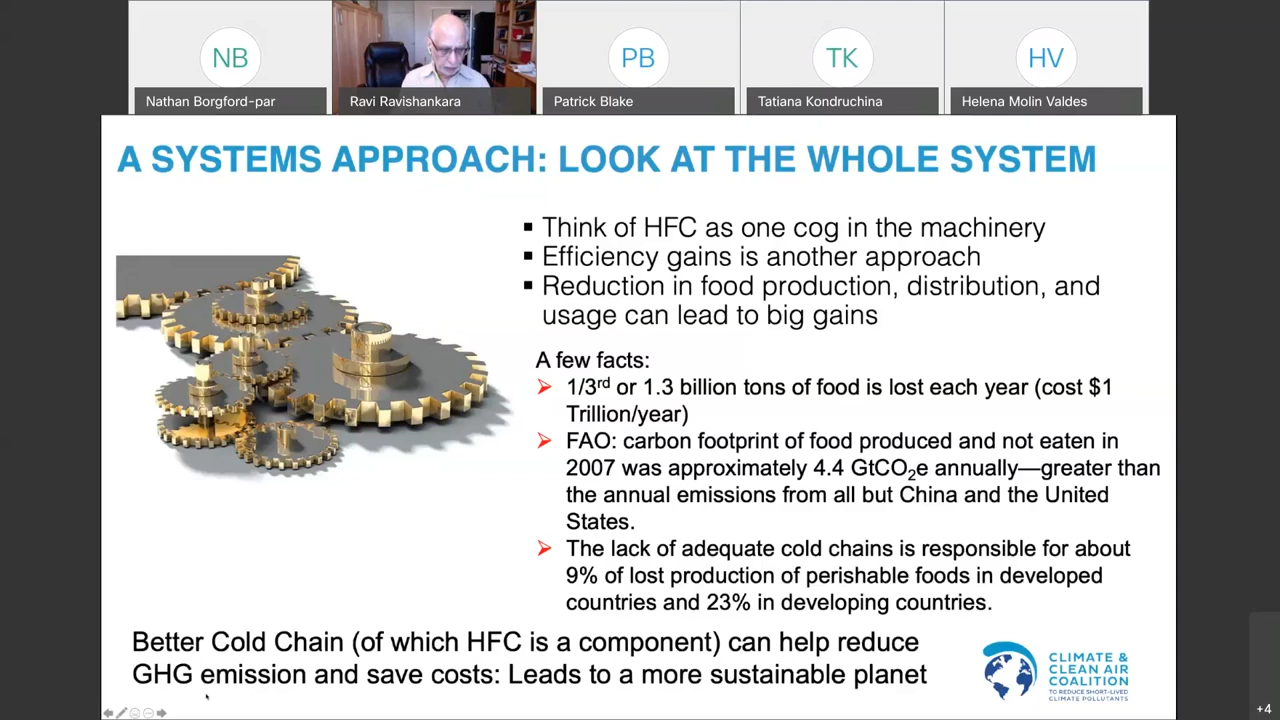 NB
PB
TK
HV
Nathan Borgford-par
Ravi Ravishankara
Patrick Blake
Tatiana Kondruchina
Helena Molin Valdes
A SYSTEMS APPROACH: LOOK AT THE WHOLE SYSTEM
▪ Think of HFC as one cog in the machinery
▪ Efficiency gains is another approach
▪ Reduction in food production, distribution, and
usage can lead to big gains
A few facts:
➢ 1/3rd or 1.3 billion tons of food is lost each year (cost $1
Trillion/year)
➢ FAO: carbon footprint of food produced and not eaten in
2007 was approximately 4.4 GtCO₂e annually—greater than
the annual emissions from all but China and the United
States.
➢ The lack of adequate cold chains is responsible for about
9% of lost production of perishable foods in developed
countries and 23% in developing countries.
Better Cold Chain (of which HFC is a component) can help reduce
GHG emission and save costs: Leads to a more sustainable planet
CLIMATE &
CLEAN AIR
COALITION
TO REDUCE SHORT-LIVED
CLIMATE POLLUTANTS
+4